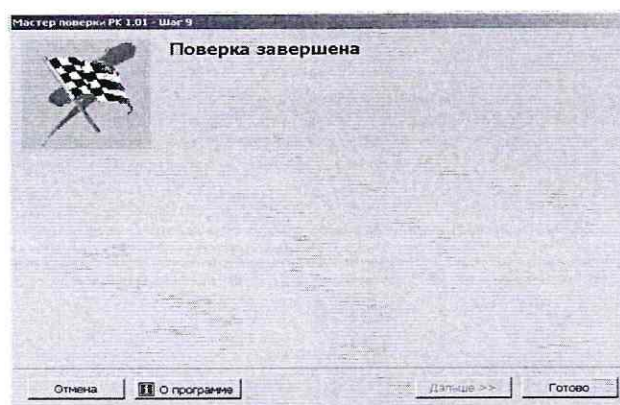 Мастер поверки РК 1.01 - Шаг 9
Поверка завершена
Отмена
О программе
Дальше >>
Готово